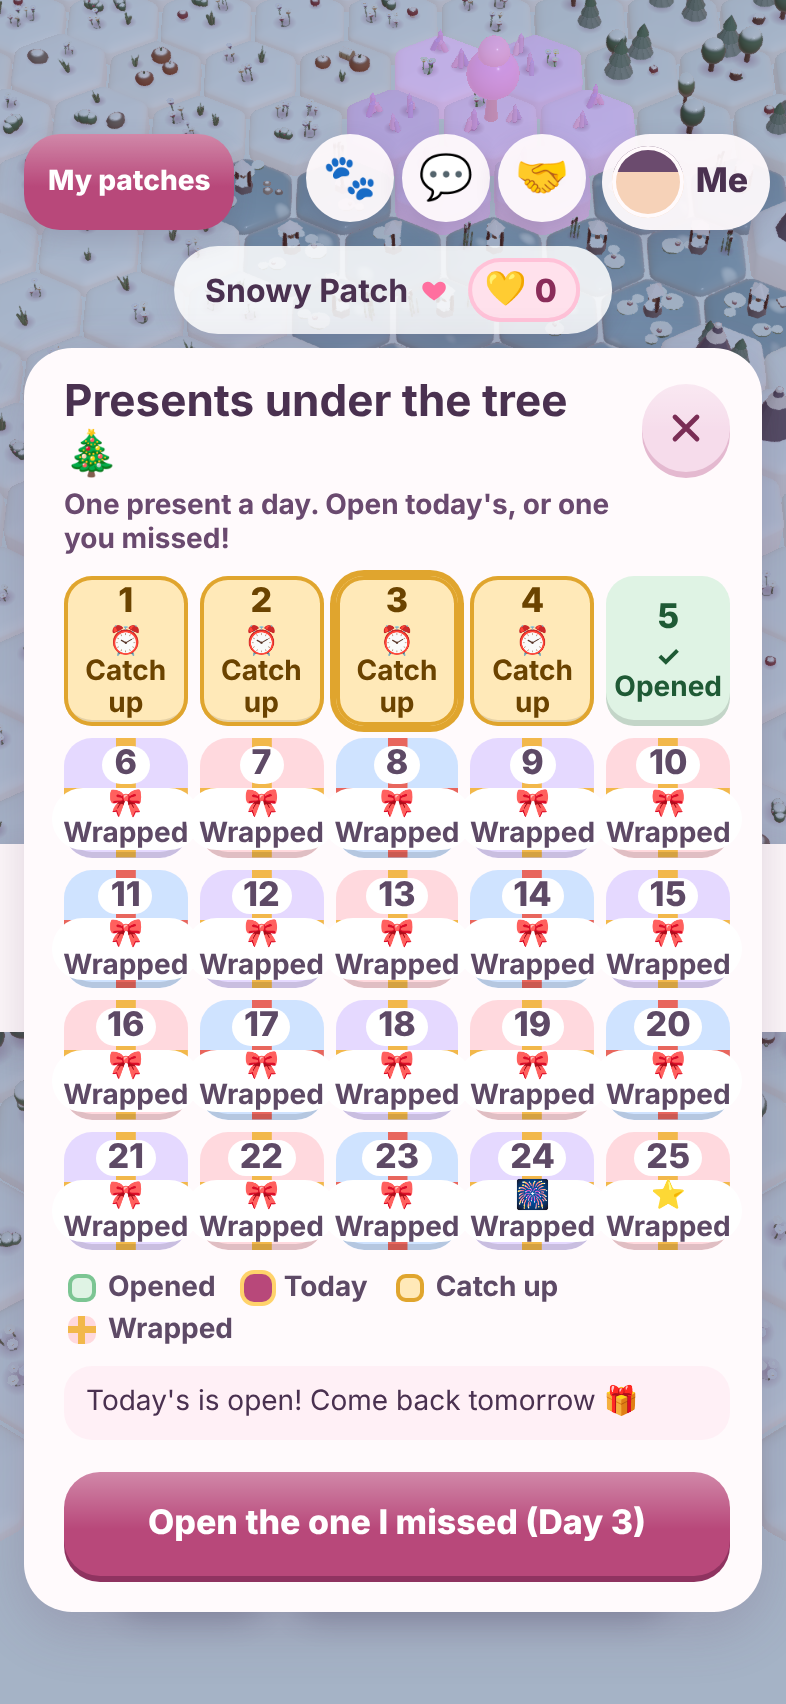 My patches
Me
Snowy Patch
0
Presents under the tree
One present a day. Open today's, or one
you missed!
1 2 3 4 5
Catch up Catch up Catch up Catch up Opened
6 7 8 9 10
Wrapped Wrapped Wrapped Wrapped Wrapped
11 12 13 14 15
Wrapped Wrapped Wrapped Wrapped Wrapped
16 17 18 19 20
Wrapped Wrapped Wrapped Wrapped Wrapped
21 22 23 24 25
Wrapped Wrapped Wrapped Wrapped Wrapped
Opened Today Catch up
Wrapped
Today's is open! Come back tomorrow
Open the one I missed (Day 3)